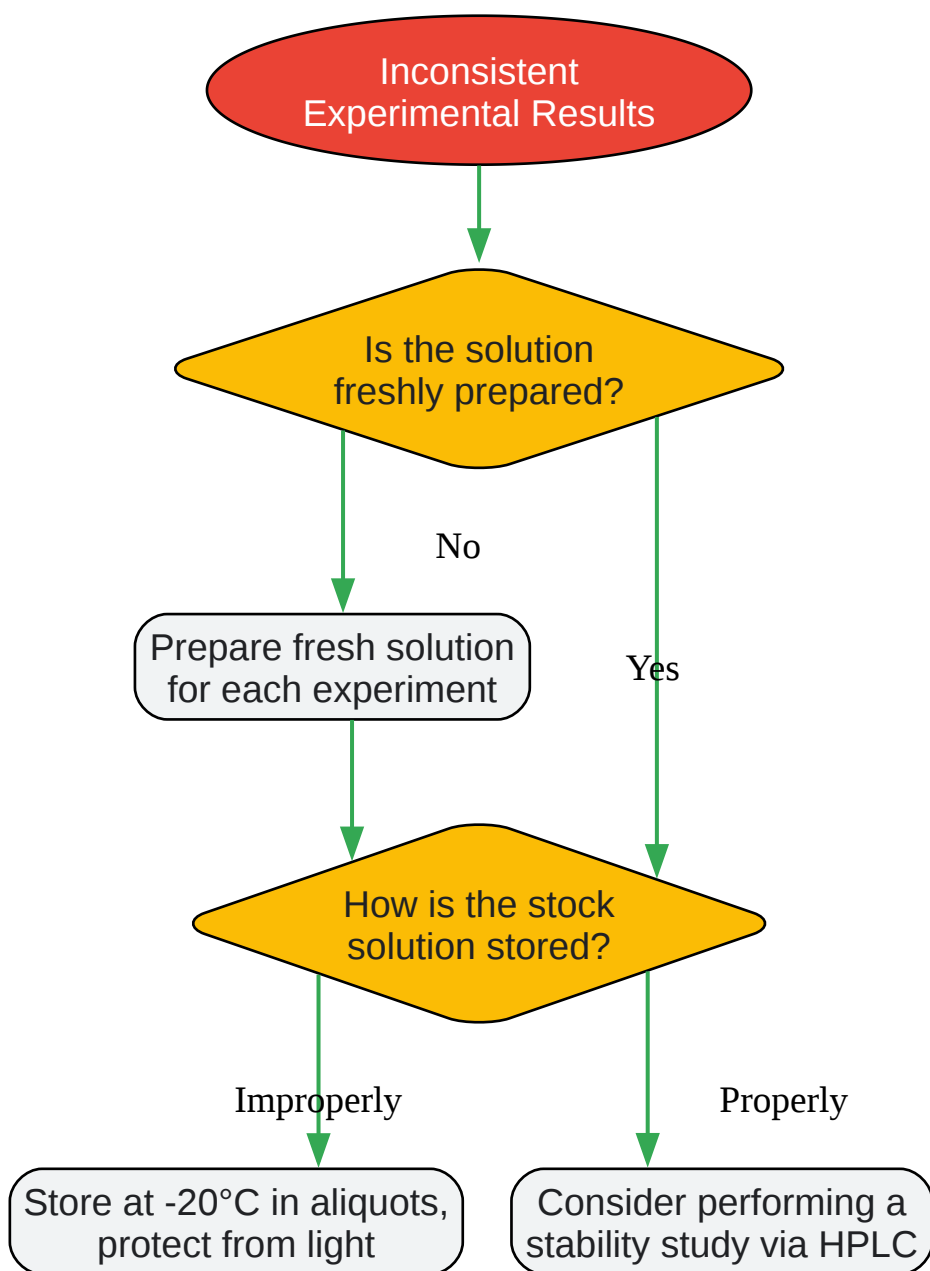 Inconsistent
Experimental Results
Is the solution
freshly prepared?
No
Prepare fresh solution
for each experiment
Yes
How is the stock
solution stored?
Improperly
Properly
Store at -20°C in aliquots,
protect from light
Consider performing a
stability study via HPLC